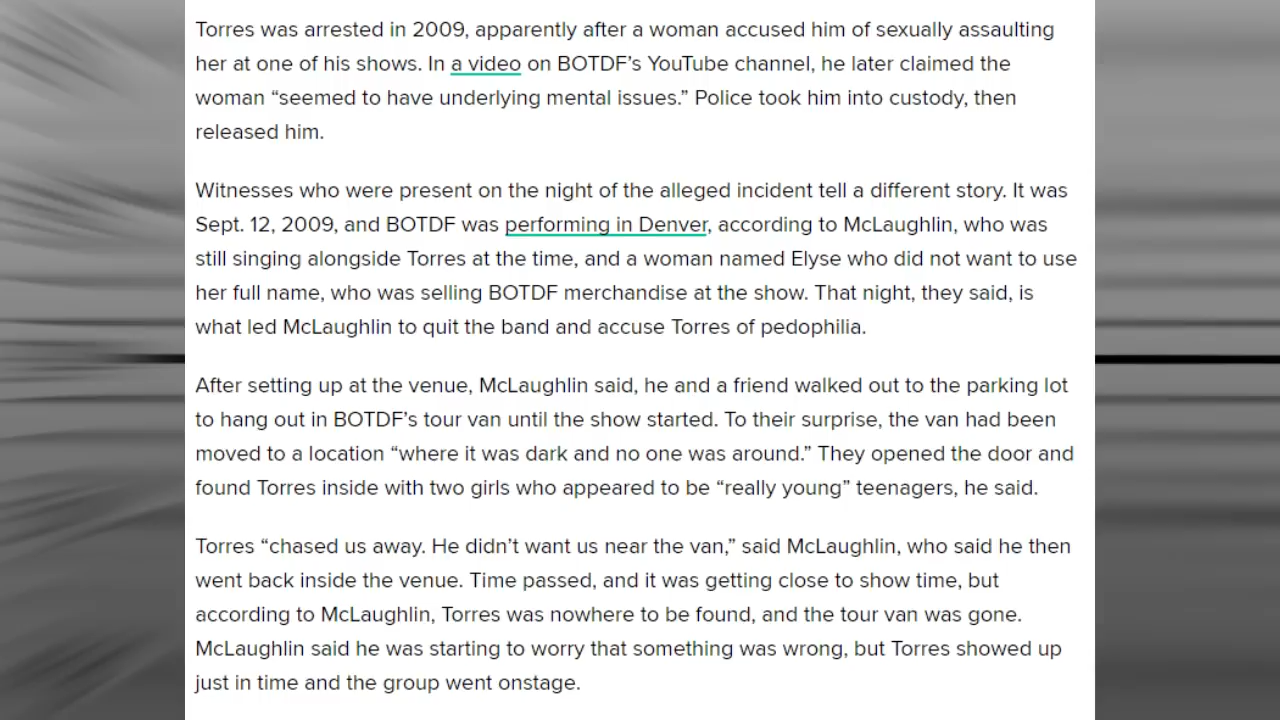 Torres was arrested in 2009, apparently after a woman accused him of sexually assaulting
her at one of his shows. In a video on BOTDF’s YouTube channel, he later claimed the
woman “seemed to have underlying mental issues.” Police took him into custody, then
released him.
Witnesses who were present on the night of the alleged incident tell a different story. It was
Sept. 12, 2009, and BOTDF was performing in Denver, according to McLaughlin, who was
still singing alongside Torres at the time, and a woman named Elyse who did not want to use
her full name, who was selling BOTDF merchandise at the show. That night, they said, is
what led McLaughlin to quit the band and accuse Torres of pedophilia.
After setting up at the venue, McLaughlin said, he and a friend walked out to the parking lot
to hang out in BOTDF’s tour van until the show started. To their surprise, the van had been
moved to a location “where it was dark and no one was around.” They opened the door and
found Torres inside with two girls who appeared to be “really young” teenagers, he said.
Torres “chased us away. He didn’t want us near the van,” said McLaughlin, who said he then
went back inside the venue. Time passed, and it was getting close to show time, but
according to McLaughlin, Torres was nowhere to be found, and the tour van was gone.
McLaughlin said he was starting to worry that something was wrong, but Torres showed up
just in time and the group went onstage.